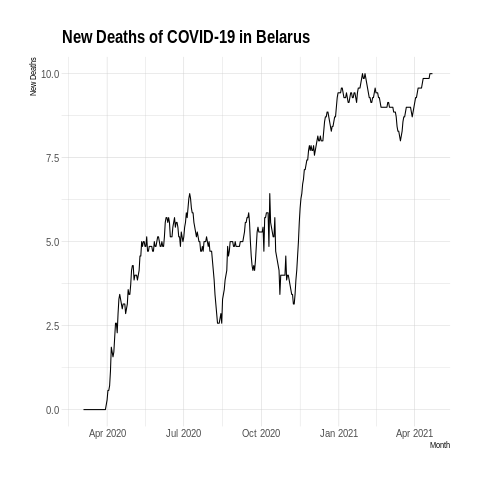 New Deaths of COVID-19 in Belarus
New Deaths
10.0
7.5
5.0
2.5
0.0
Apr 2020 Jul 2020 Oct 2020 Jan 2021 Apr 2021
Month